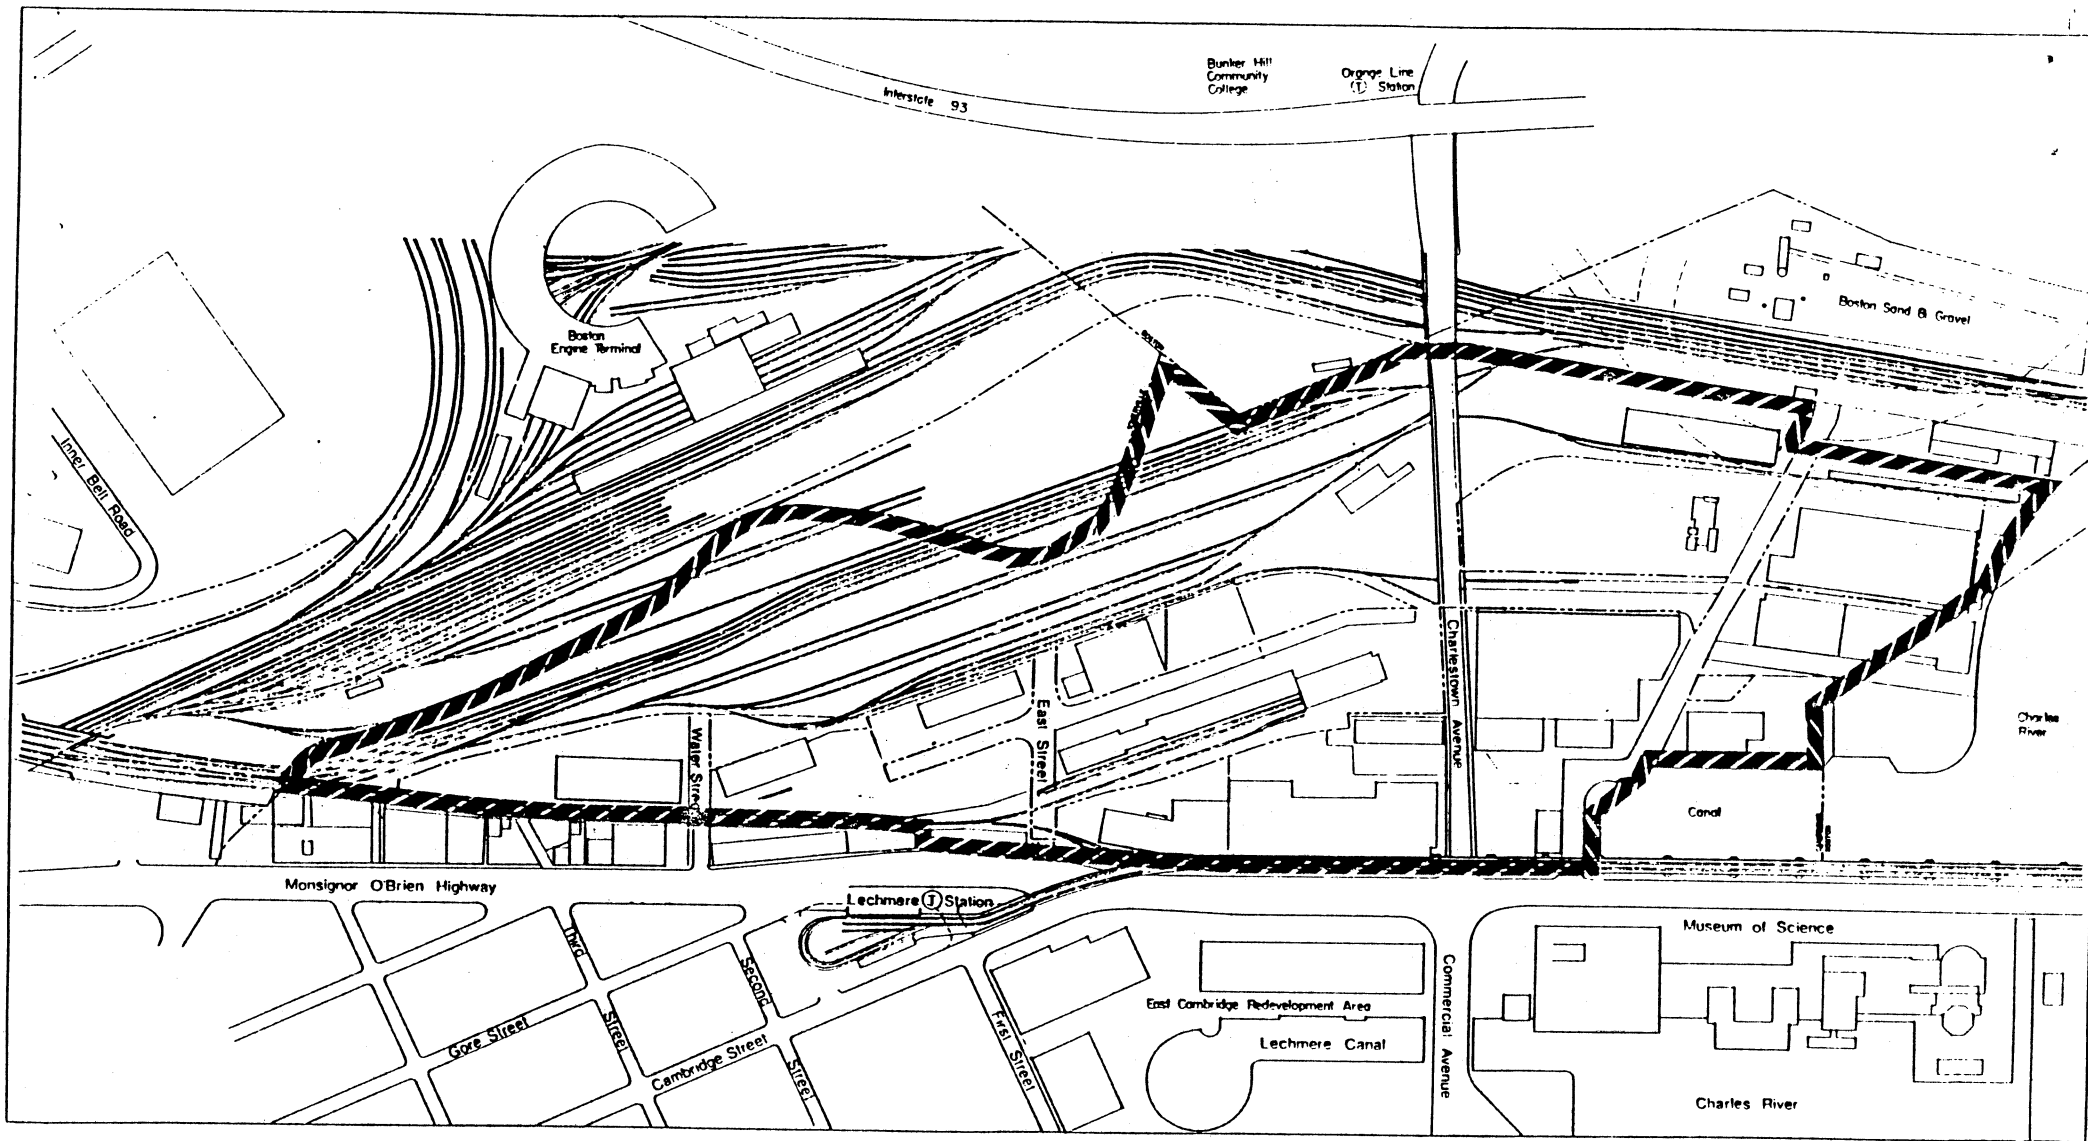 Bunker Hill
Community
College
Orange Line
(T) Station
Interstate 93
Boston Sand & Gravel
Boston
Engine Terminal
Inner Belt Road
Charlestown Avenue
East Street
Water Street
Charles
River
Canal
Monsignor O'Brien Highway
Lechmere (T) Station
Museum of Science
Third
Street
Second
Street
First Street
Gore Street
Cambridge Street
East Cambridge Redevelopment Area
Lechmere Canal
Commercial Avenue
Charles River